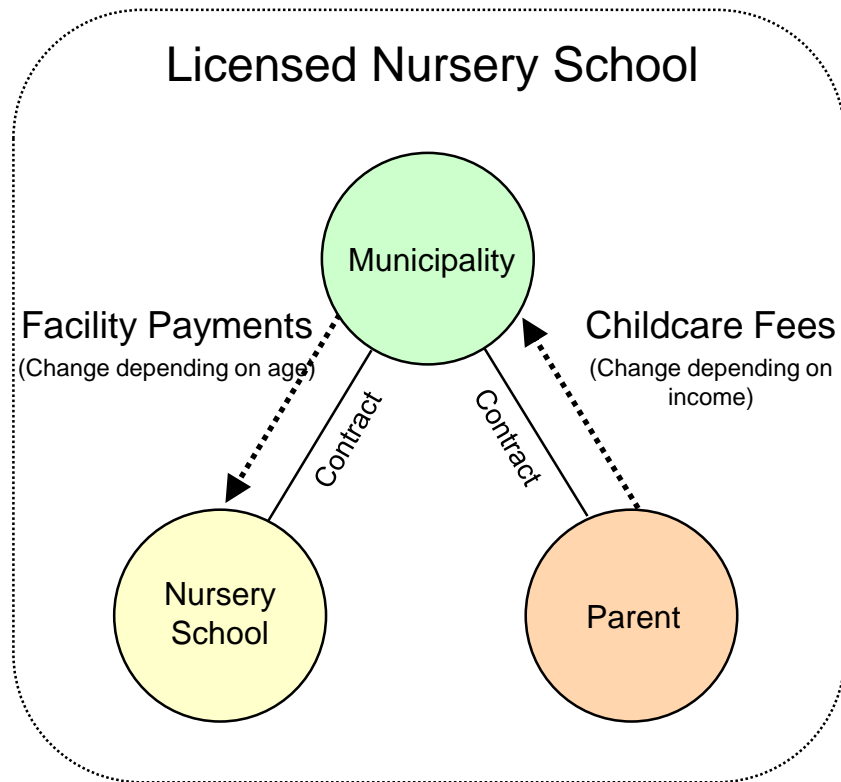 Licensed Nursery School
Municipality
Facility Payments
(Change depending on age)
Childcare Fees
(Change depending on
income)
Contract
Contract
Nursery
School
Parent